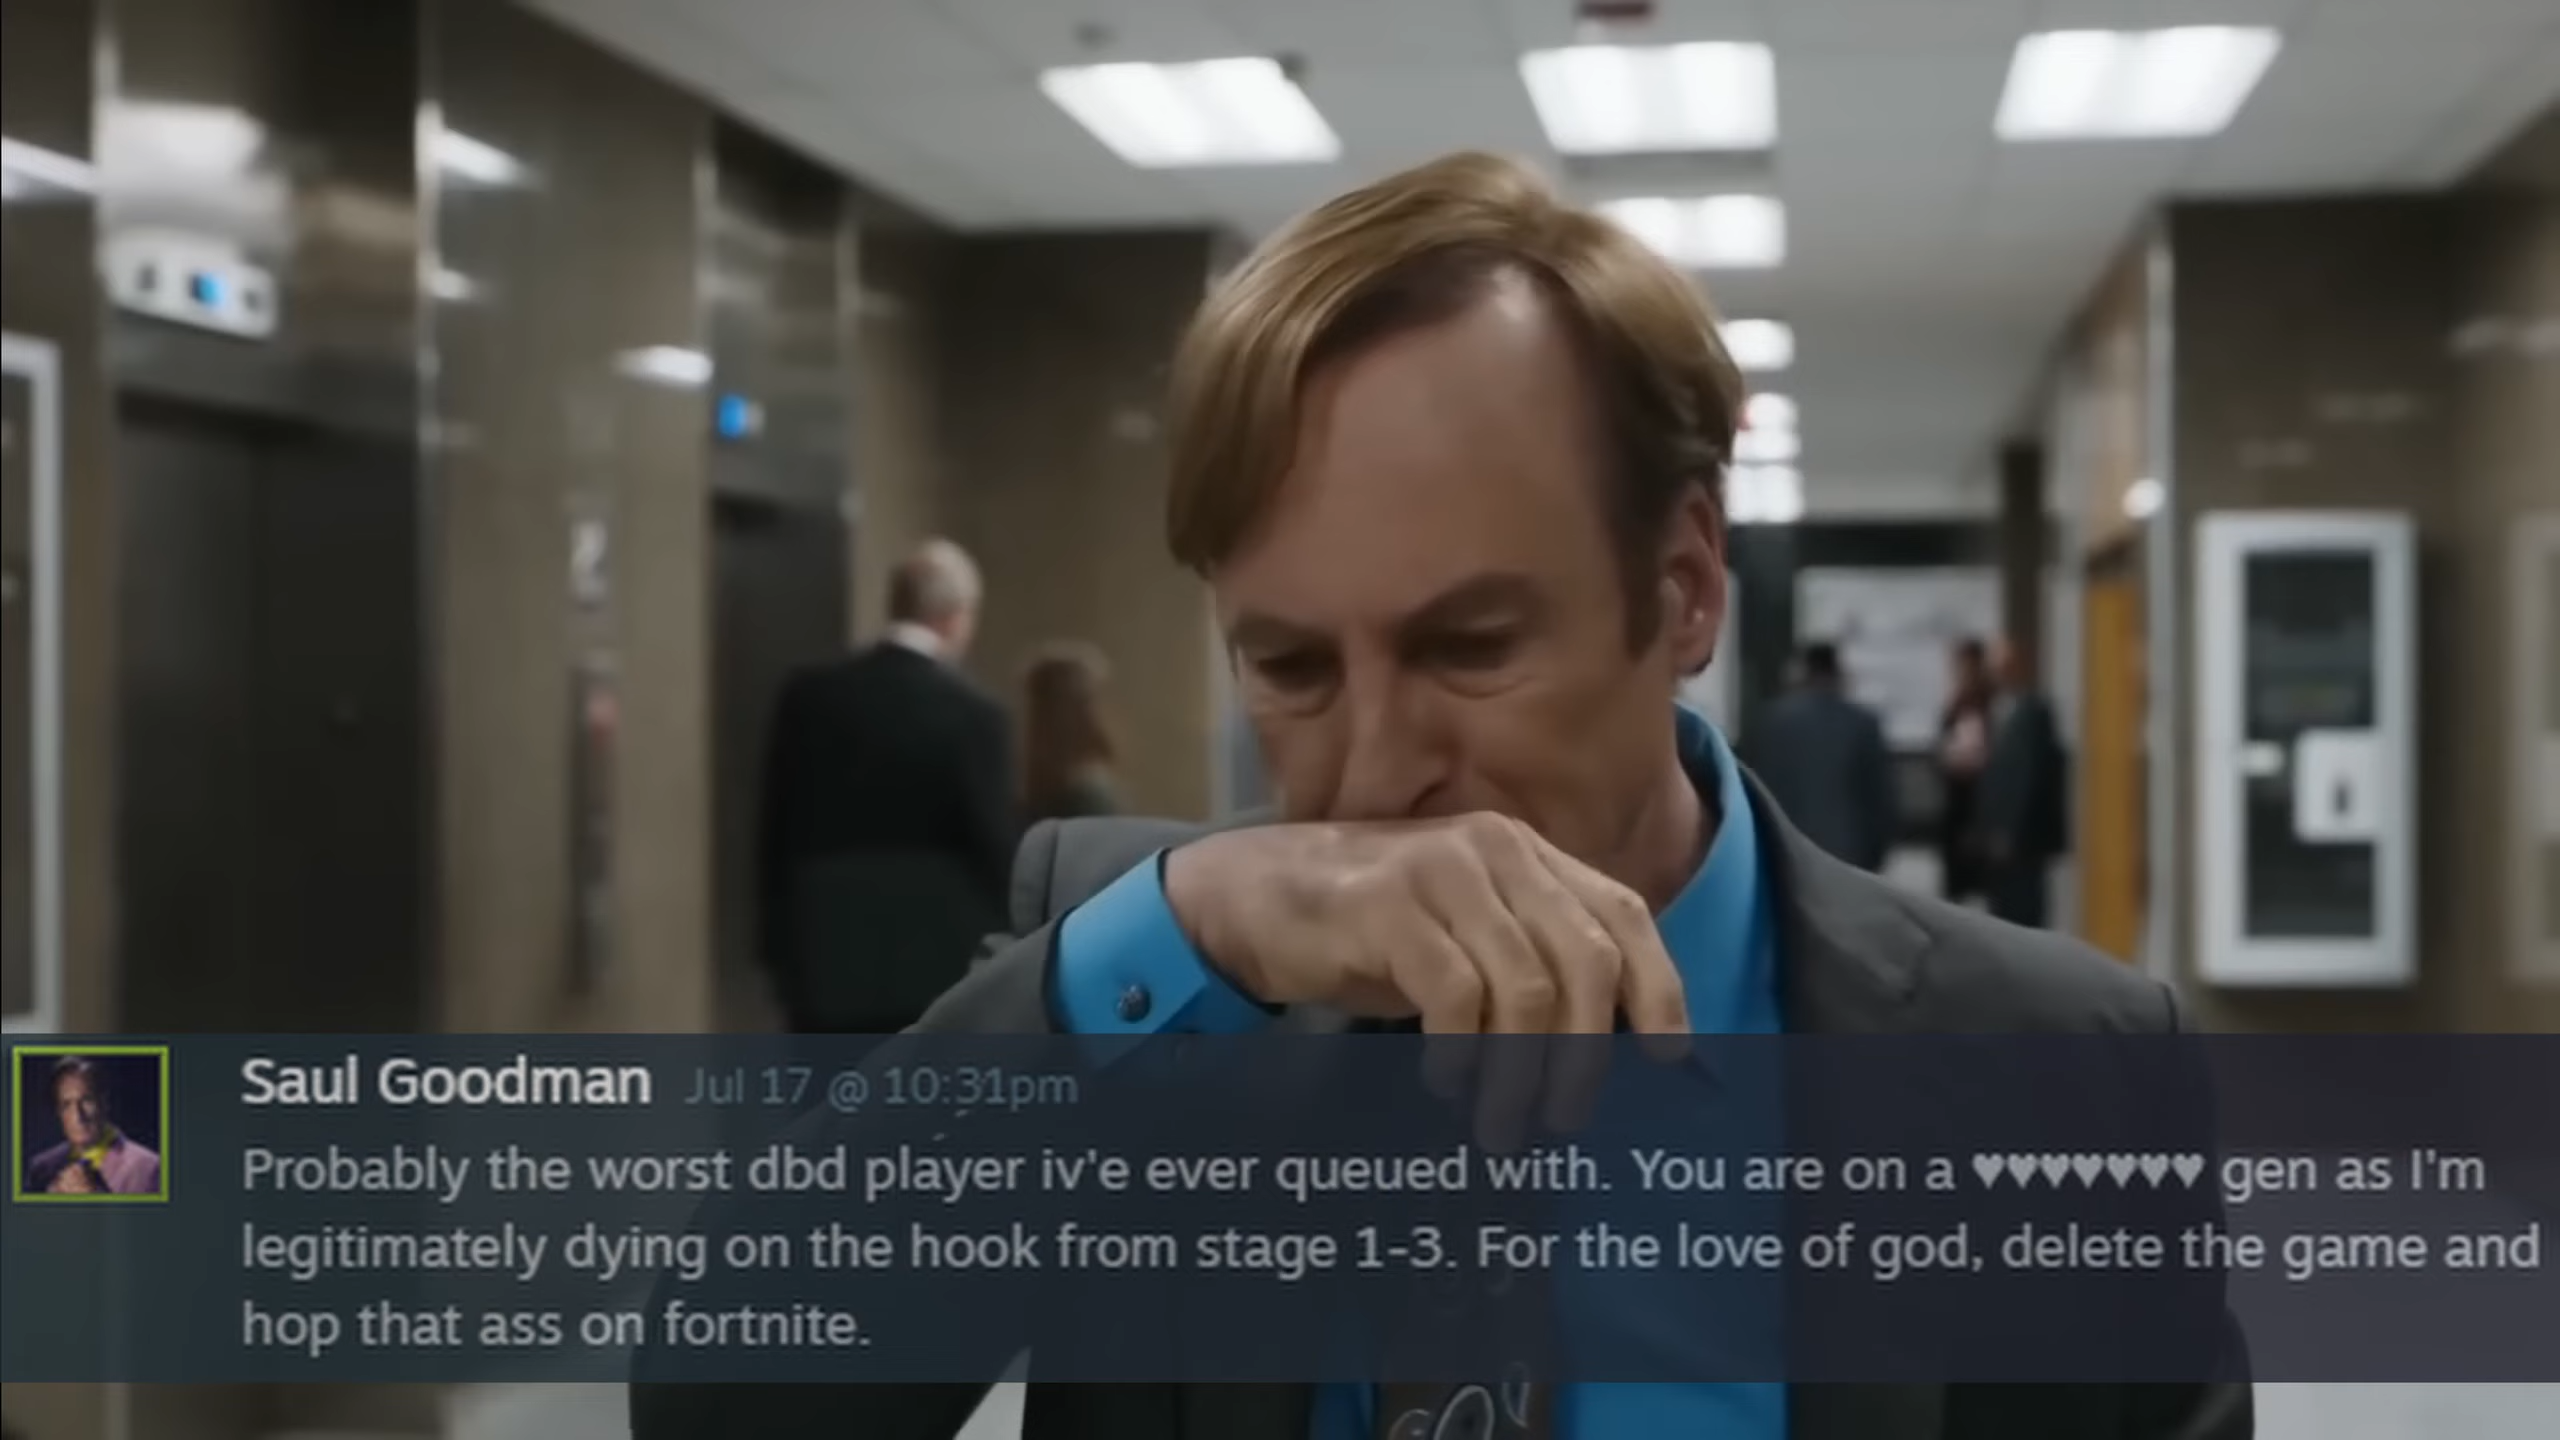 Saul Goodman Jul 17 @ 10:31pm
Probably the worst dbd player iv'e ever queued with. You are on a ♥♥♥♥♥♥♥ gen as I'm
legitimately dying on the hook from stage 1-3. For the love of god, delete the game and
hop that ass on fortnite.